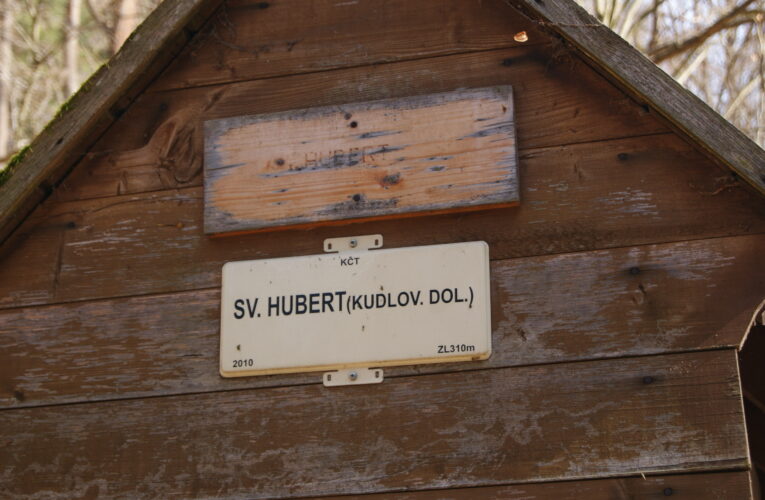 HUBERT
KČT
SV. HUBERT(KUDLOV. DOL.)
2010 ZL310m